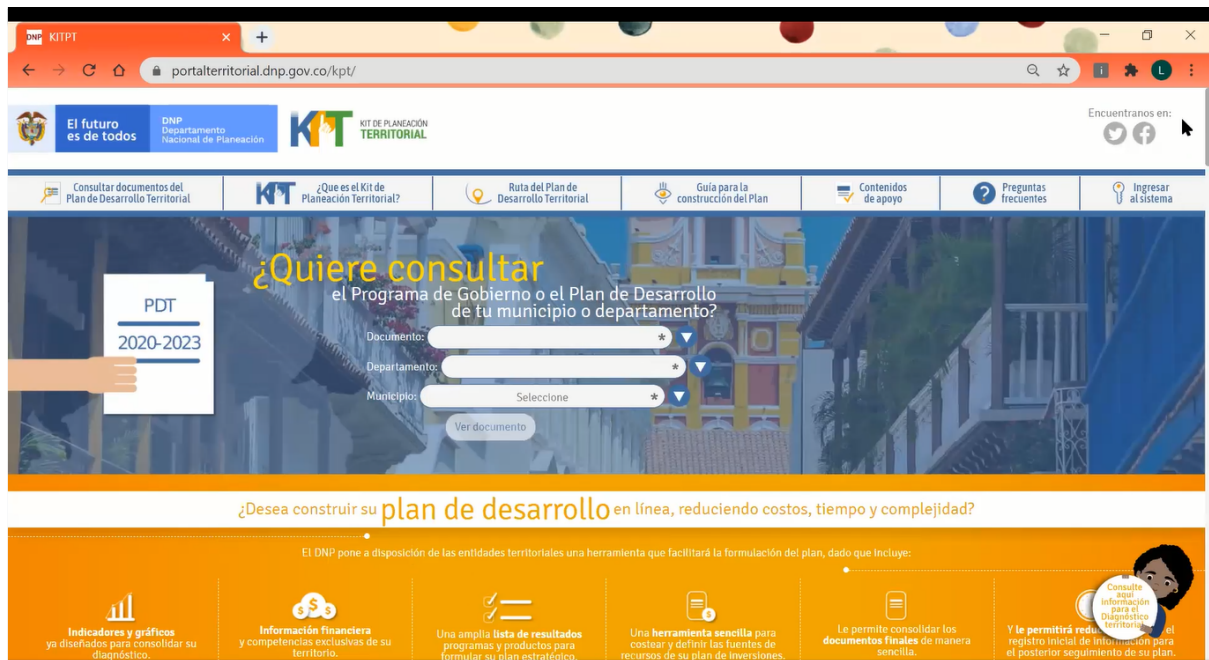 DNP KITPT
portalterritorial.dnp.gov.co/kpt/
i
L
El futuro
es de todos
DNP
Departamento
Nacional de Planeación
KIT
KIT DE PLANEACIÓN
TERRITORIAL
Encuentranos en:
Consultar documentos del
Plan de Desarrollo Territorial
KIT
¿Que es el Kit de
Planeación Territorial?
Ruta del Plan de
Desarrollo Territorial
Guía para la
construcción del Plan
Contenidos
de apoyo
Preguntas
frecuentes
Ingresar
al sistema
PDT
2020-2023
¿Quiere consultar
el Programa de Gobierno o el Plan de Desarrollo
de tu municipio o departamento?
Documento: *
Departamento: *
Municipio: Seleccione *
Ver documento
¿Desea construir su plan de desarrollo en línea, reduciendo costos, tiempo y complejidad?
El DNP pone a disposición de las entidades territoriales una herramienta que facilitará la formulación del plan, dado que incluye:
Indicadores y gráficos
ya diseñados para consolidar su
diagnóstico.
Información financiera
y competencias exclusivas de su
territorio.
Una amplia lista de resultados
programas y productos para
formular su plan estratégico.
Una herramienta sencilla para
costear y definir las fuentes de
recursos de su plan de inversiones.
Le permite consolidar los
documentos finales de manera
sencilla.
Y le permitirá el
registro inicial de información para
el posterior seguimiento de su plan.
Consulte
aquí
información
para el
Diagnóstico
territorial